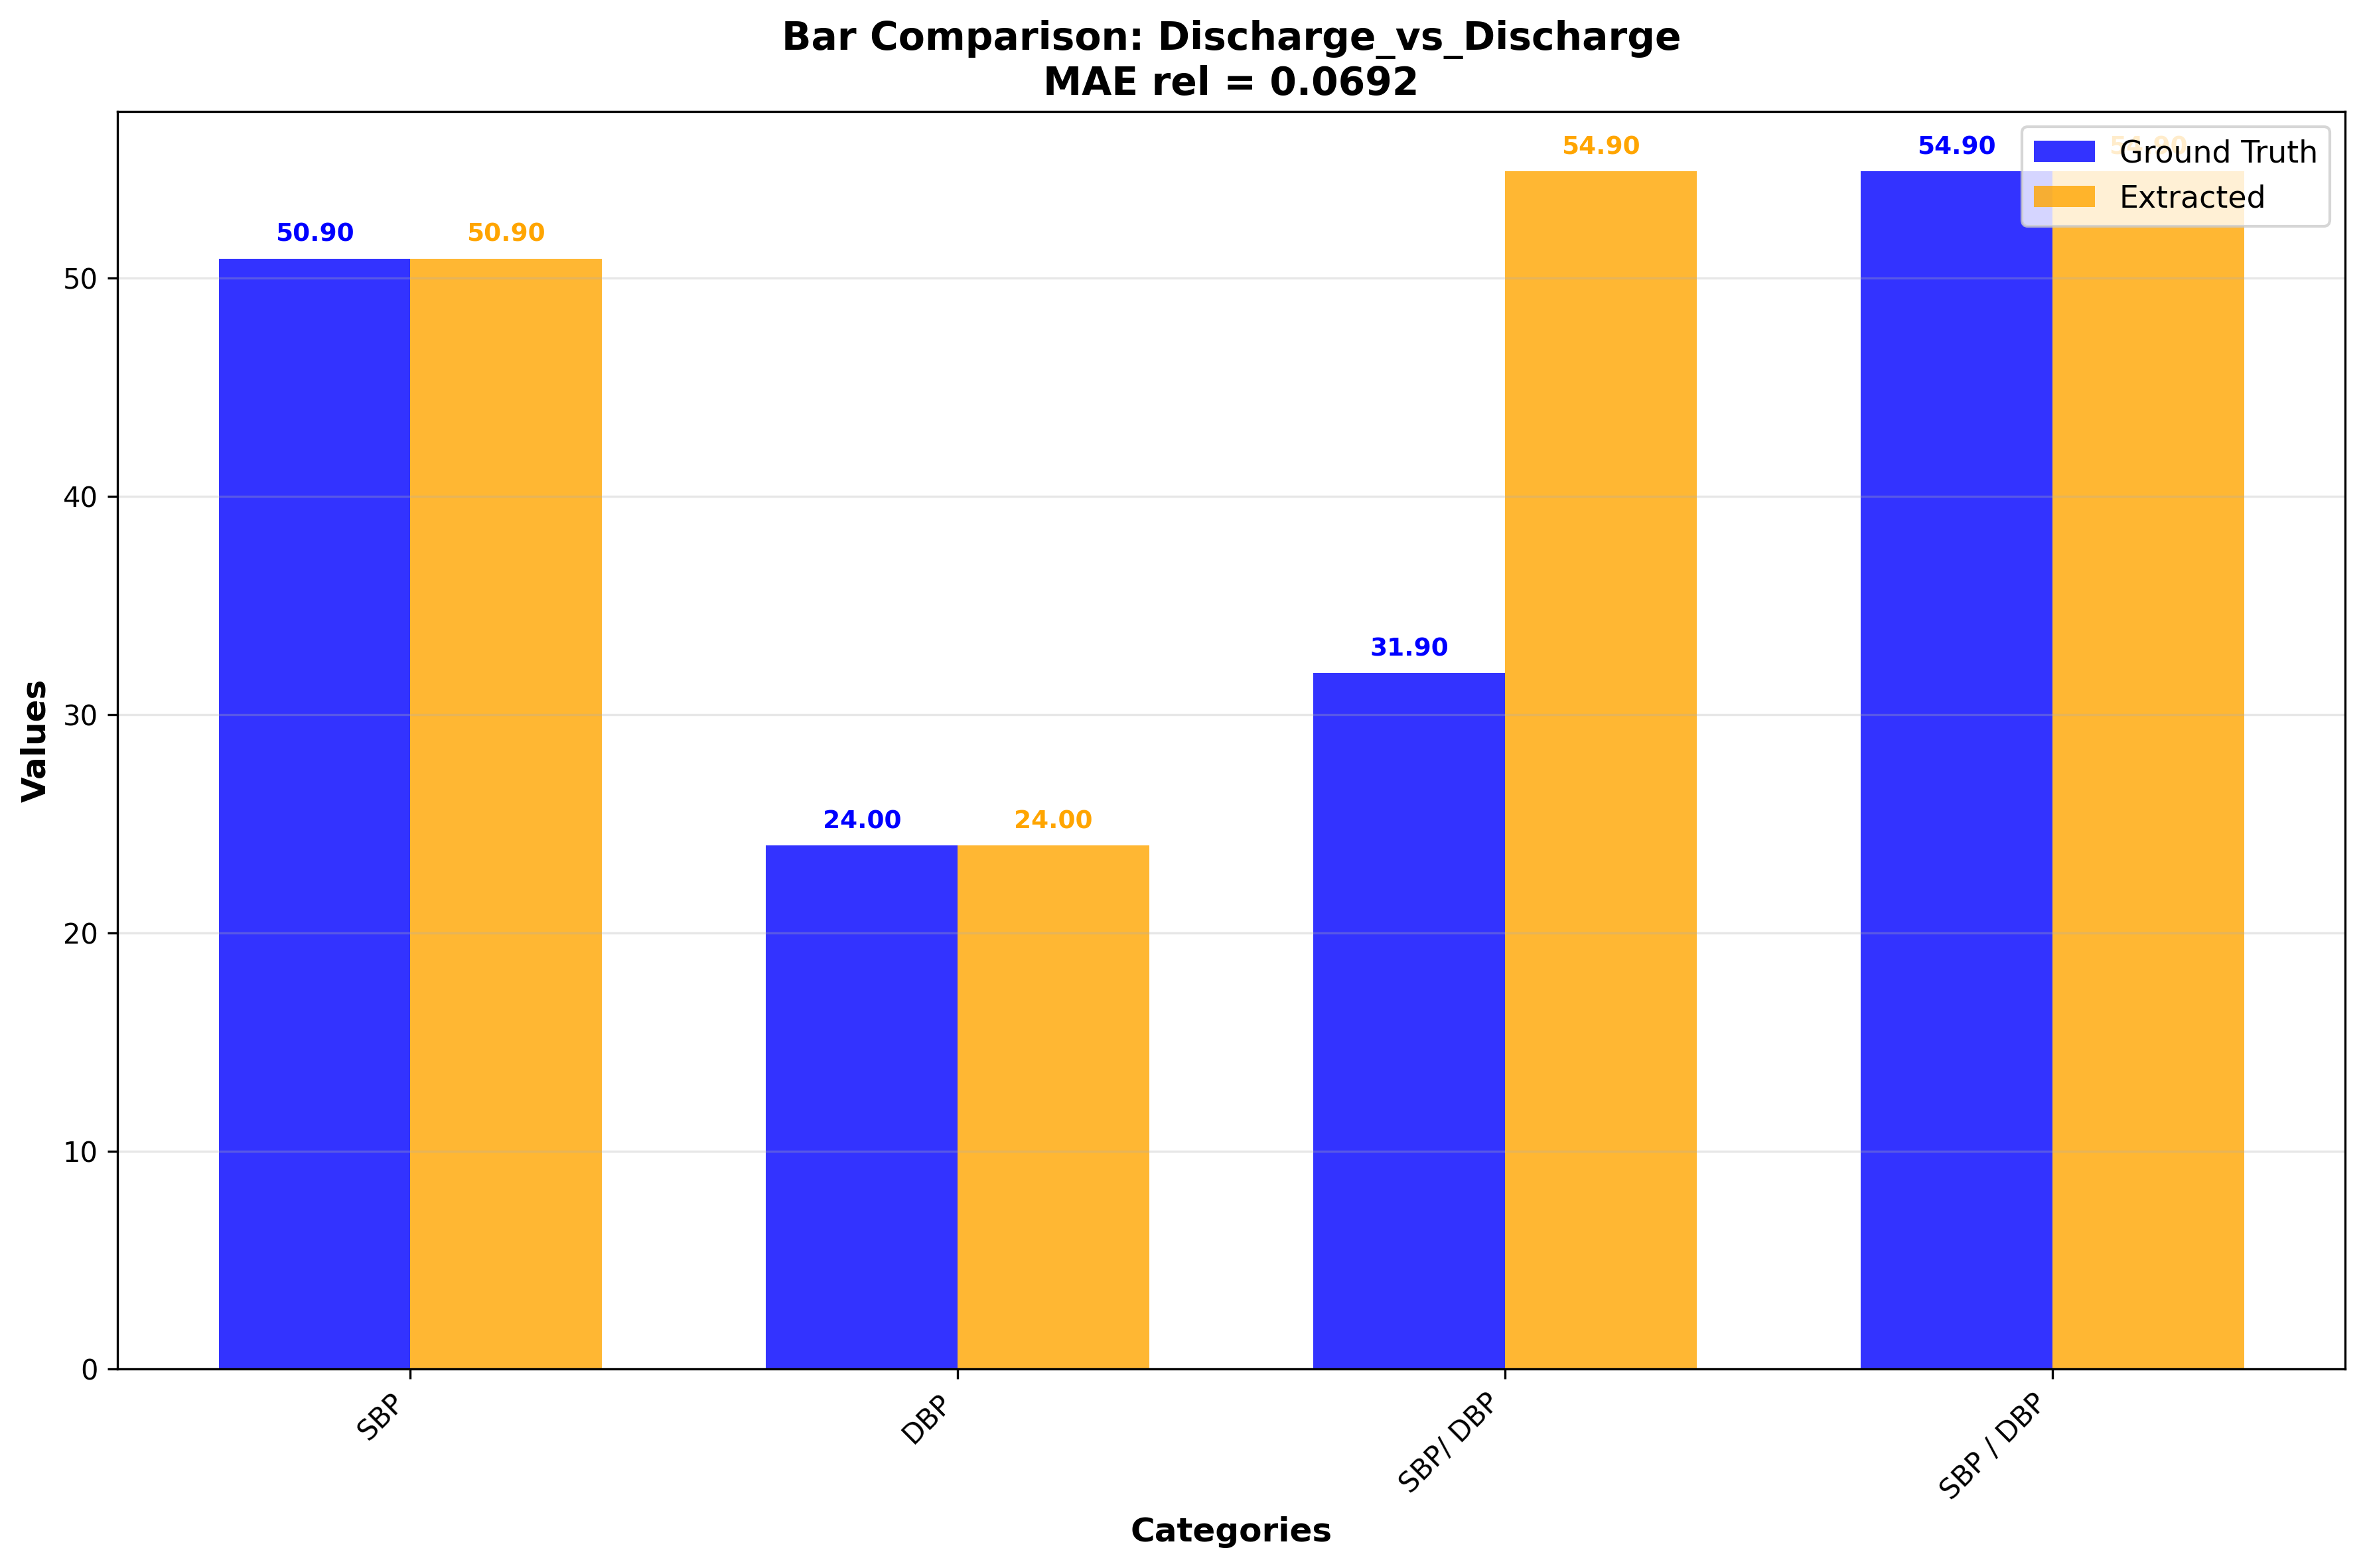 Bar Comparison: Discharge_vs_Discharge
MAE rel = 0.0692
Ground Truth
Extracted
50.90
50.90
24.00
24.00
31.90
54.90
54.90
Values
50
40
30
20
10
0
SBP
DBP
SBP/ DBP
SBP / DBP
Categories